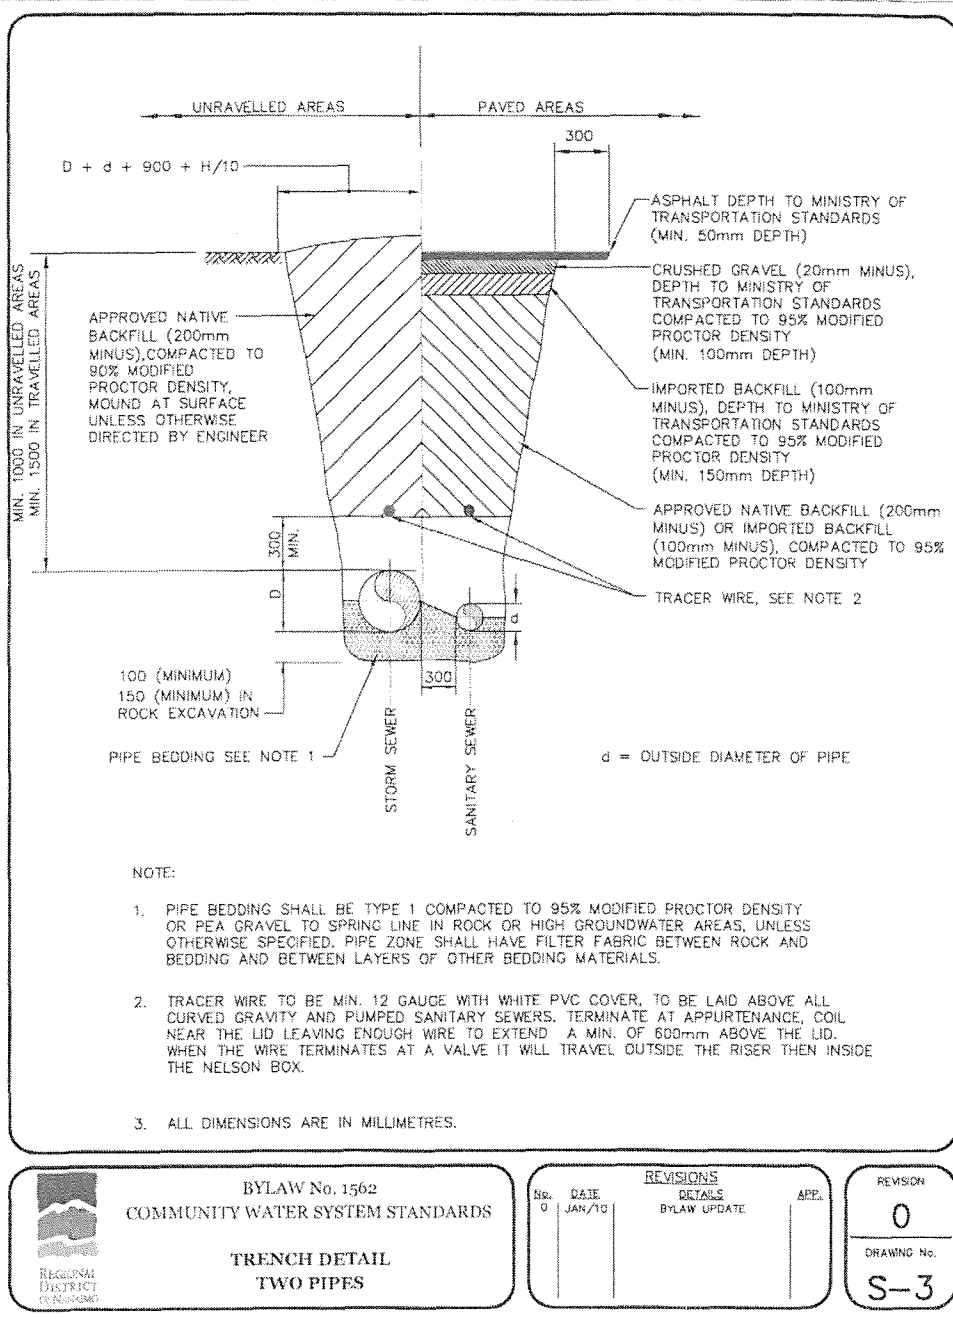 UNRAVELLED AREAS
PAVED AREAS
300
D + d + 900 + H/10
ASPHALT DEPTH TO MINISTRY OF
TRANSPORTATION STANDARDS
(MIN. 50mm DEPTH)
CRUSHED GRAVEL (20mm MINUS),
DEPTH TO MINISTRY OF
TRANSPORTATION STANDARDS
COMPACTED TO 95% MODIFIED
PROCTOR DENSITY
(MIN. 100mm DEPTH)
IMPORTED BACKFILL (100mm
MINUS), DEPTH TO MINISTRY OF
TRANSPORTATION STANDARDS
COMPACTED TO 95% MODIFIED
PROCTOR DENSITY
(MIN. 150mm DEPTH)
APPROVED NATIVE BACKFILL (200mm
MINUS) OR IMPORTED BACKFILL
(100mm MINUS), COMPACTED TO 95%
MODIFIED PROCTOR DENSITY
TRACER WIRE, SEE NOTE 2
MIN. 1000 IN UNRAVELLED AREAS
MIN. 1500 IN TRAVELLED AREAS
APPROVED NATIVE
BACKFILL (200mm
MINUS),COMPACTED TO
90% MODIFIED
PROCTOR DENSITY,
MOUND AT SURFACE
UNLESS OTHERWISE
DIRECTED BY ENGINEER
300
MIN.
D
d
100 (MINIMUM)
150 (MINIMUM) IN
ROCK EXCAVATION
300
PIPE BEDDING SEE NOTE 1
STORM SEWER
SANITARY SEWER
d = OUTSIDE DIAMETER OF PIPE
NOTE:
1. PIPE BEDDING SHALL BE TYPE 1 COMPACTED TO 95% MODIFIED PROCTOR DENSITY
OR PEA GRAVEL TO SPRING LINE IN ROCK OR HIGH GROUNDWATER AREAS, UNLESS
OTHERWISE SPECIFIED. PIPE ZONE SHALL HAVE FILTER FABRIC BETWEEN ROCK AND
BEDDING AND BETWEEN LAYERS OF OTHER BEDDING MATERIALS.
2. TRACER WIRE TO BE MIN. 12 GAUGE WITH WHITE PVC COVER, TO BE LAID ABOVE ALL
CURVED GRAVITY AND PUMPED SANITARY SEWERS. TERMINATE AT APPURTENANCE, COIL
NEAR THE LID LEAVING ENOUGH WIRE TO EXTEND A MIN. OF 600mm ABOVE THE LID.
WHEN THE WIRE TERMINATES AT A VALVE IT WILL TRAVEL OUTSIDE THE RISER THEN INSIDE
THE NELSON BOX.
3. ALL DIMENSIONS ARE IN MILLIMETRES.
REGIONAL
DISTRICT
OF NANAIMO
BYLAW No. 1562
COMMUNITY WATER SYSTEM STANDARDS
TRENCH DETAIL
TWO PIPES
REVISIONS
No. DATE DETAILS APP.
0 JAN/10 BYLAW UPDATE
REVISION
0
DRAWING No.
S-3